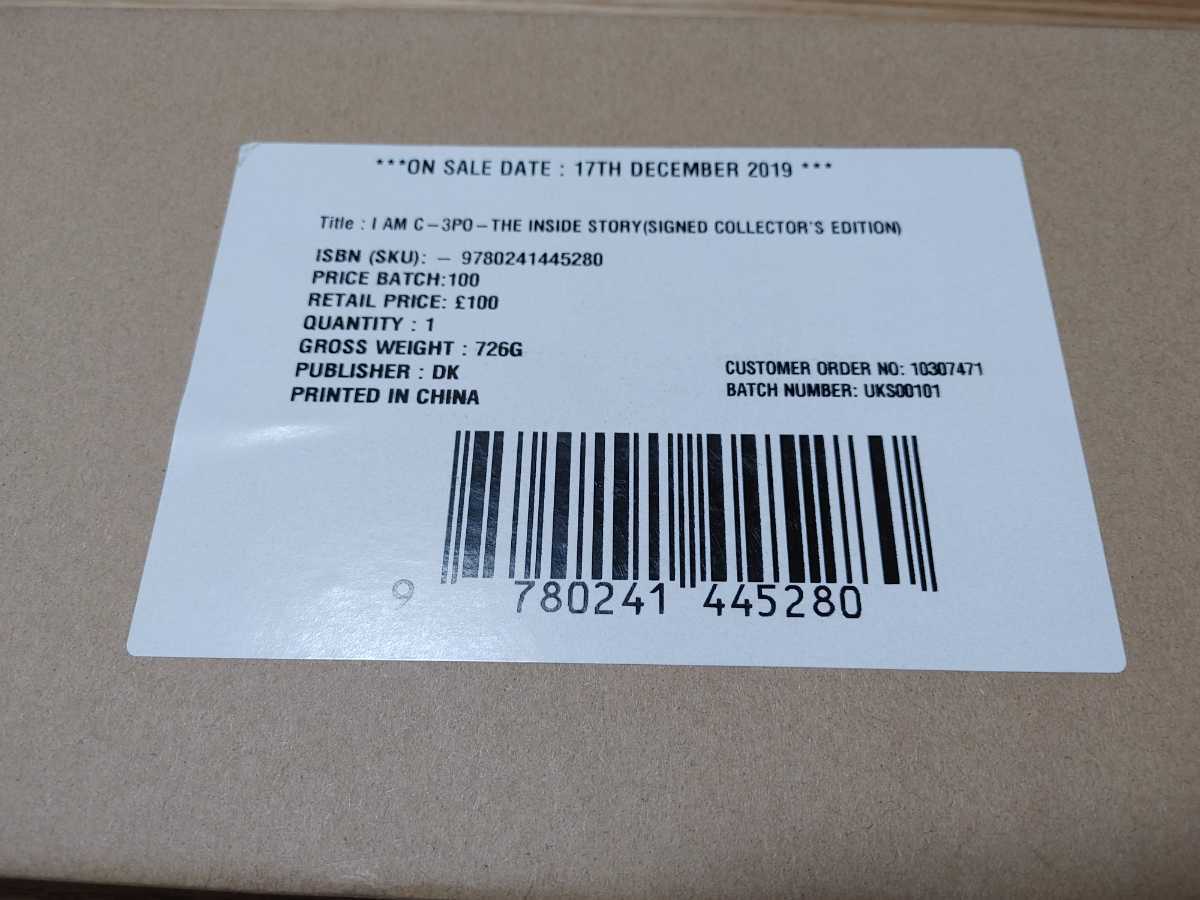 ***ON SALE DATE : 17TH DECEMBER 2019 ***
Title : I AM C-3PO-THE INSIDE STORY(SIGNED COLLECTOR'S EDITION)
ISBN (SKU): - 9780241445280
PRICE BATCH:100
RETAIL PRICE: £100
QUANTITY : 1
GROSS WEIGHT : 726G
PUBLISHER : DK
PRINTED IN CHINA
CUSTOMER ORDER NO: 10307471
BATCH NUMBER: UKS00101
9 780241 445280